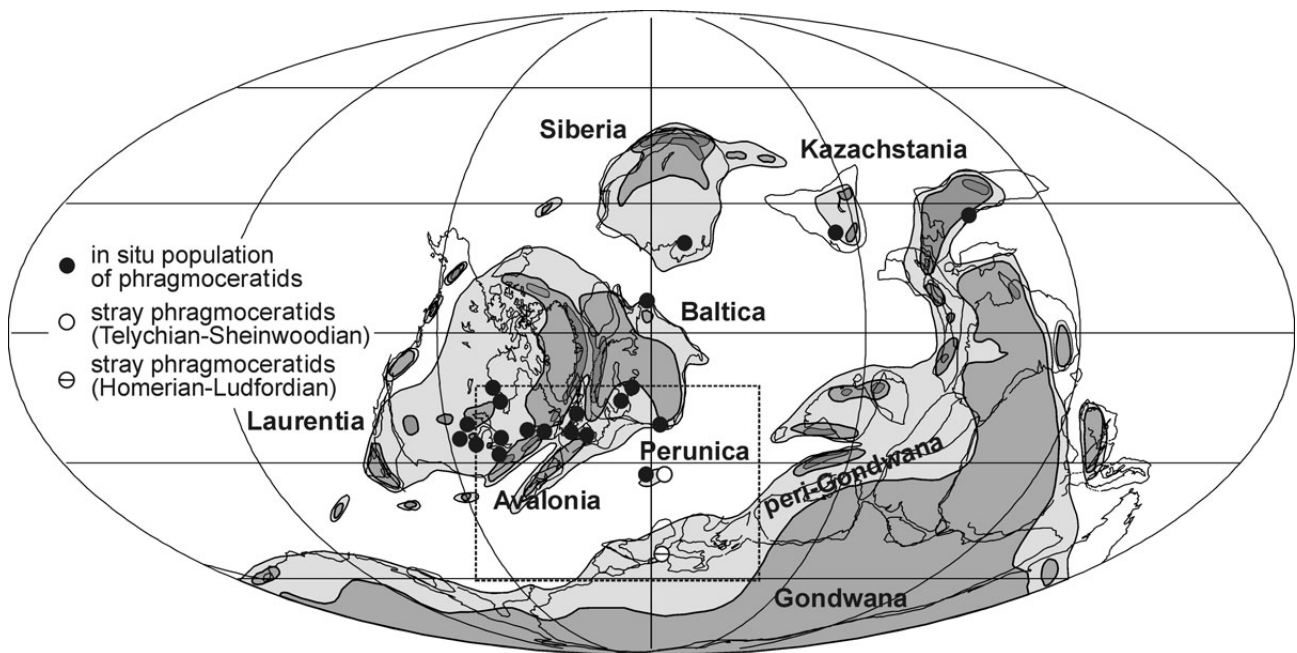 Siberia
Kazachstania
in situ population
of phragmoceratids
stray phragmoceratids
(Telychian-Sheinwoodian)
stray phragmoceratids
(Homerian-Ludfordian)
Baltica
Laurentia
Perunica
Avalonia
peri-Gondwana
Gondwana